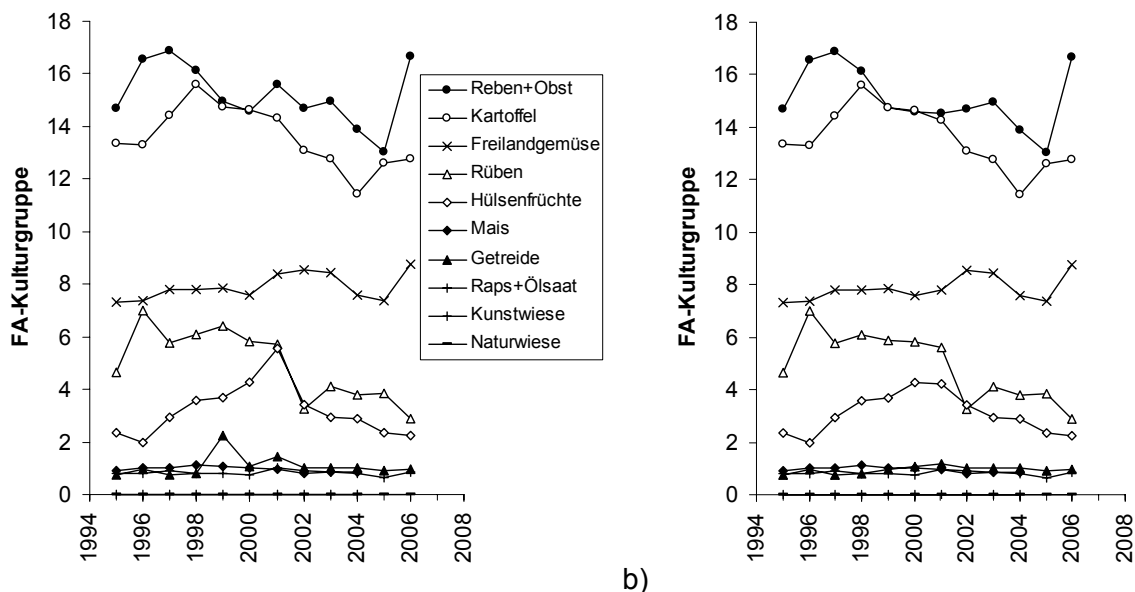 FA-Kulturgruppe
18
16
14
12
10
8
6
4
2
0
1994
1996
1998
2000
2002
2004
2006
2008
Reben+Obst
Kartoffel
Freilandgemüse
Rüben
Hülsenfrüchte
Mais
Getreide
Raps+Ölsaat
Kunstwiese
Naturwiese
b)
FA-Kulturgruppe
18
16
14
12
10
8
6
4
2
0
1994
1996
1998
2000
2002
2004
2006
2008